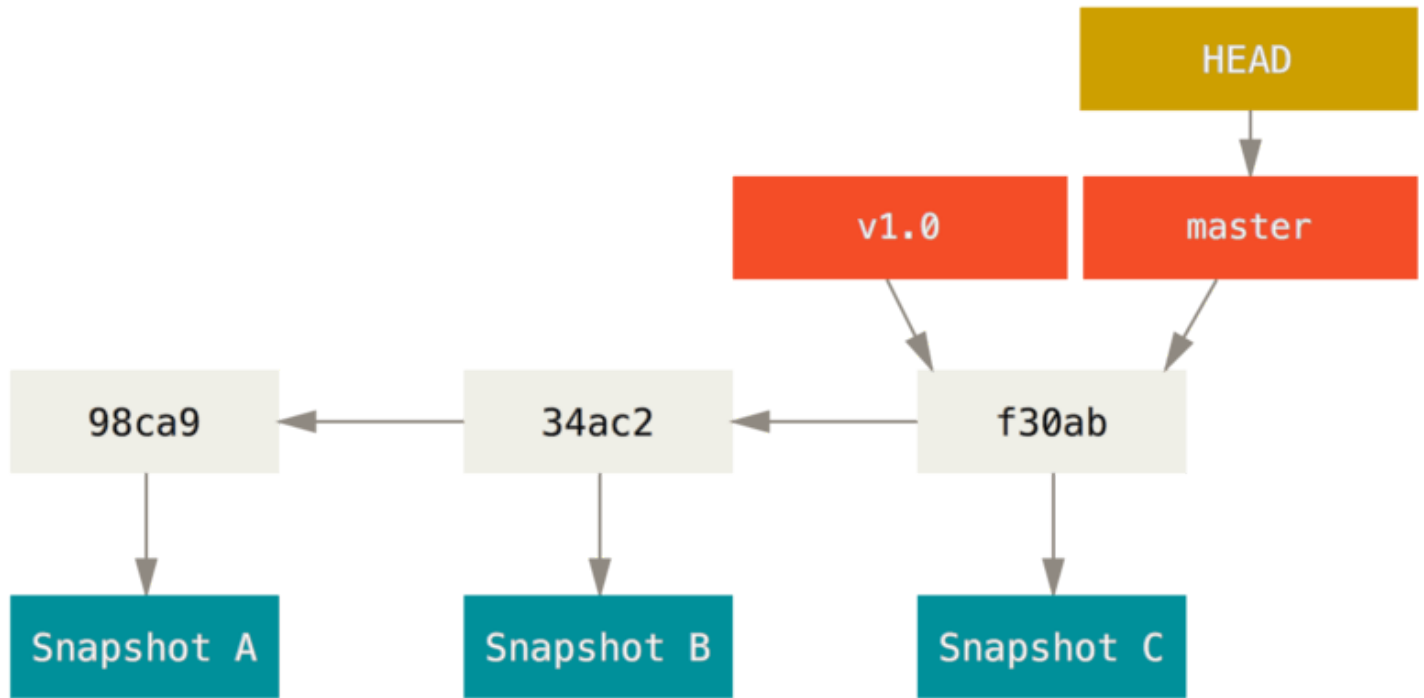 HEAD
v1.0
master
98ca9
34ac2
f30ab
Snapshot A
Snapshot B
Snapshot C